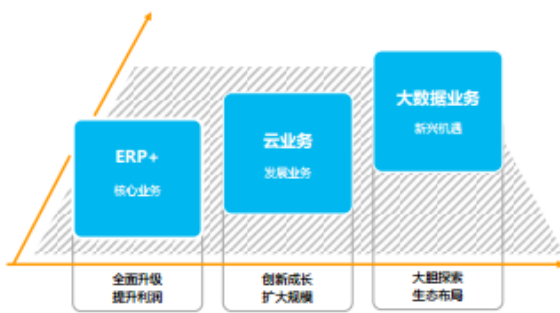 ERP+
核心业务
全面升级
提升利润
云业务
发展业务
创新成长
扩大规模
大数据业务
新兴机遇
大胆探索
生态布局